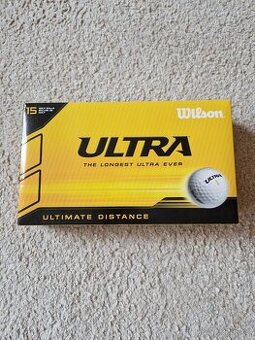 15
Wilson
ULTRA
THE LONGEST ULTRA EVER
ULTRA
ULTIMATE DISTANCE